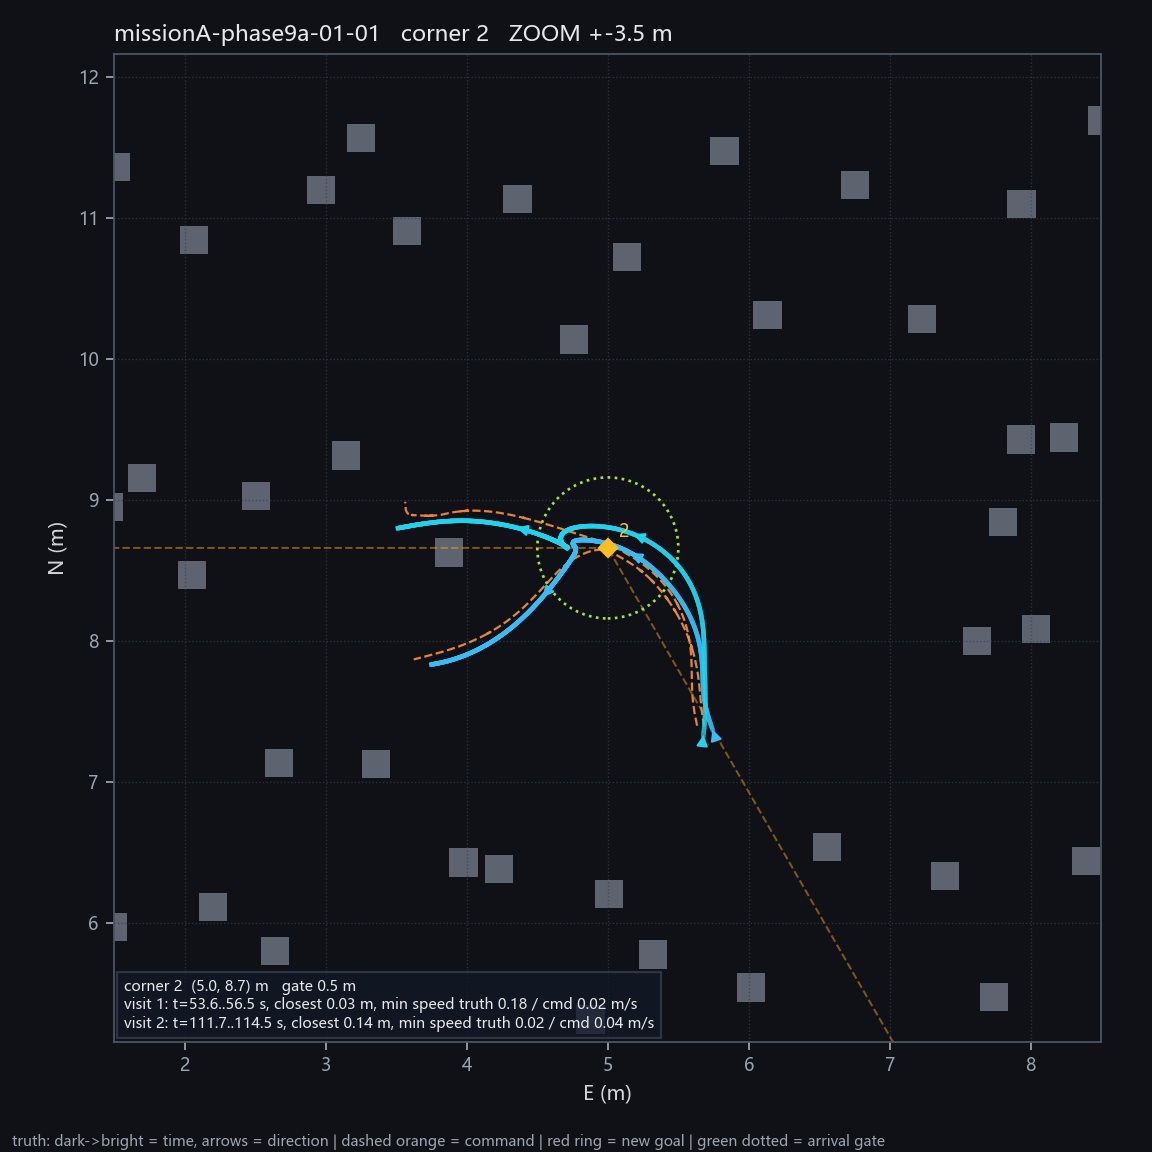 missionA-phase9a-01-01   corner 2   ZOOM +-3.5 m
12
11
10
9
8
7
6
N (m)
2
corner 2  (5.0, 8.7) m   gate 0.5 m
visit 1: t=53.6..56.5 s, closest 0.03 m, min speed truth 0.18 / cmd 0.02 m/s
visit 2: t=111.7..114.5 s, closest 0.14 m, min speed truth 0.02 / cmd 0.04 m/s
2 3 4 5 6 7 8
E (m)
truth: dark->bright = time, arrows = direction | dashed orange = command | red ring = new goal | green dotted = arrival gate